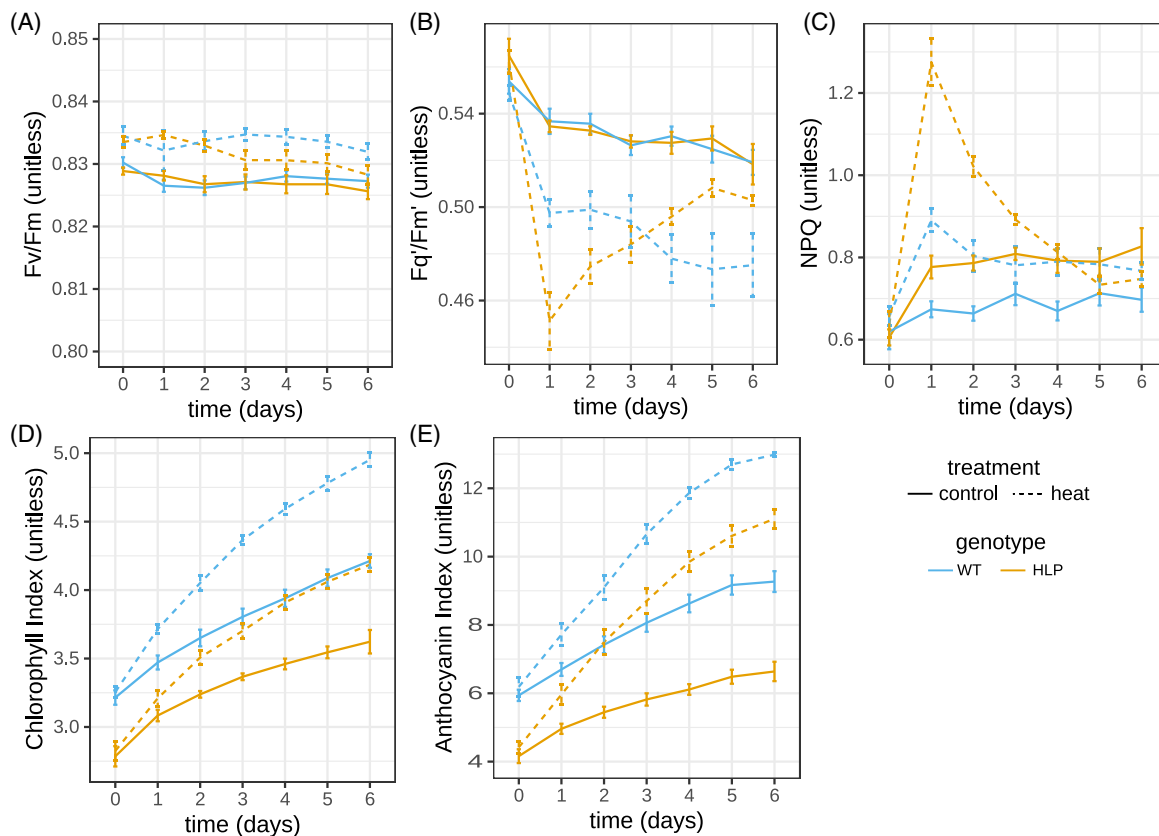 (A)
Fv/Fm (unitless)
0.85
0.84
0.83
0.82
0.81
0.80
0 1 2 3 4 5 6
time (days)
(B)
Fq'/Fm' (unitless)
0.54
0.50
0.46
0 1 2 3 4 5 6
time (days)
(C)
NPQ (unitless)
1.2
1.0
0.8
0.6
0 1 2 3 4 5 6
time (days)
(D)
Chlorophyll Index (unitless)
5.0
4.5
4.0
3.5
3.0
0 1 2 3 4 5 6
time (days)
(E)
Anthocyanin Index (unitless)
12
10
8
6
4
0 1 2 3 4 5 6
time (days)
treatment
control heat
genotype
WT HLP